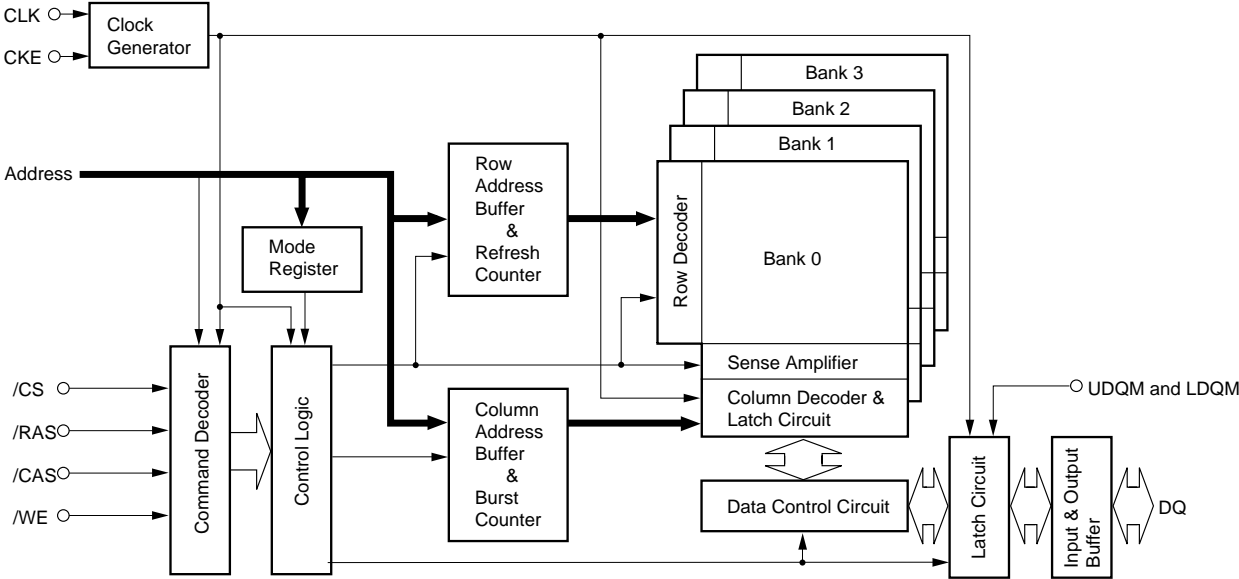 CLK
CKE
Clock
Generator
Bank 3
Bank 2
Bank 1
Address
Row
Address
Buffer
&
Refresh
Counter
Row Decoder
Bank 0
Mode
Register
Sense Amplifier
Column Decoder &
Latch Circuit
/CS
/RAS
/CAS
/WE
Command Decoder
Control Logic
Column
Address
Buffer
&
Burst
Counter
UDQM and LDQM
Data Control Circuit
Latch Circuit
Input & Output
Buffer
DQ